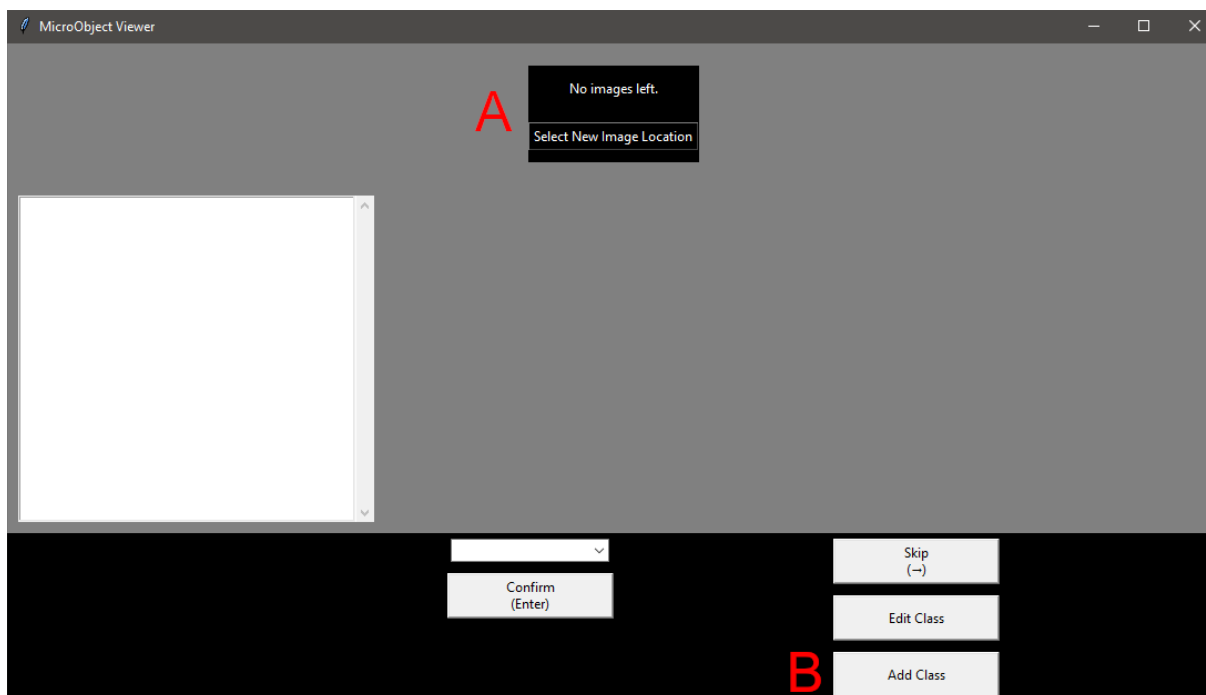 MicroObject Viewer
A
No images left.
Select New Image Location
Confirm
(Enter)
Skip
(→)
Edit Class
B
Add Class